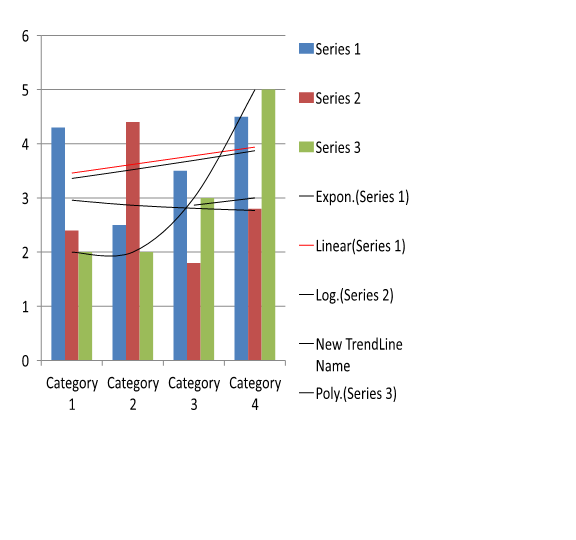 6
5
4
3
2
1
0
Category
1
Category
2
Category
3
Category
4
Series 1
Series 2
Series 3
Expon.(Series 1)
Linear(Series 1)
Log.(Series 2)
New TrendLine
Name
Poly.(Series 3)